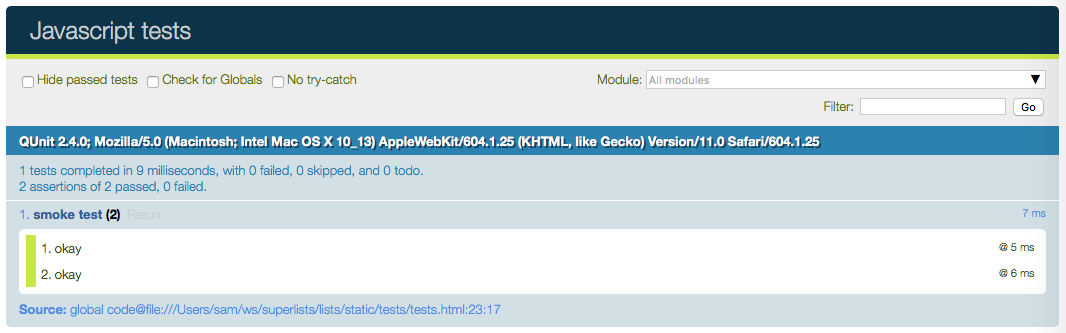 Javascript tests
Hide passed tests Check for Globals No try-catch Module: All modules ▼
Filter: Go
QUnit 2.4.0; Mozilla/5.0 (Macintosh; Intel Mac OS X 10_13) AppleWebKit/604.1.25 (KHTML, like Gecko) Version/11.0 Safari/604.1.25
1 tests completed in 9 milliseconds, with 0 failed, 0 skipped, and 0 todo.
2 assertions of 2 passed, 0 failed.
1. smoke test (2) Rerun 7 ms
1. okay @ 5 ms
2. okay @ 6 ms
Source: global code@file:///Users/sam/ws/superlists/lists/static/tests/tests.html:23:17